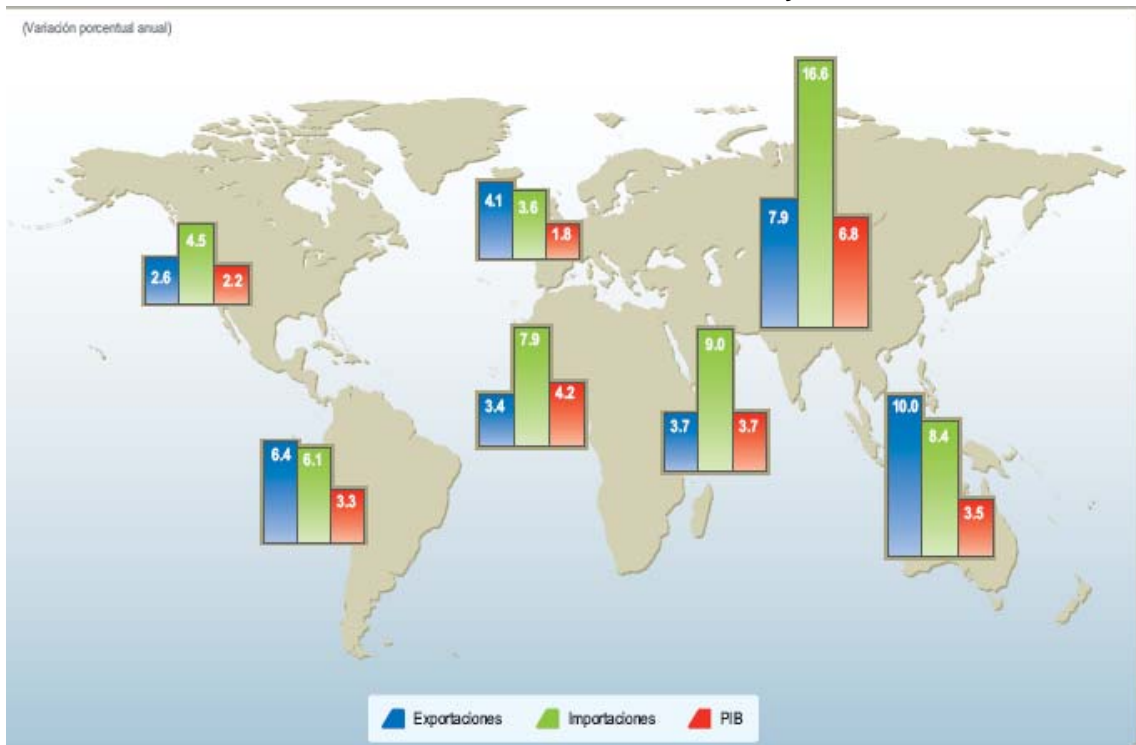 (Variación porcentual anual)
2.6 4.5 2.2
4.1 3.6 1.8
7.9 16.6 6.8
3.4 7.9 4.2
3.7 9.0 3.7
6.4 6.1 3.3
10.0 8.4 3.5
Exportaciones Importaciones PIB